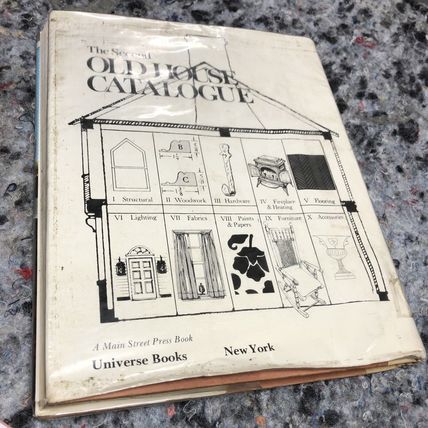 The Second
OLD HOUSE
CATALOGUE
B
C
I Structural
II Woodwork
III Hardware
IV Fireplace
& Heating
V Flooring
VI Lighting
VII Fabrics
VIII Paints
& Papers
IX Furniture
X Accessories
A Main Street Press Book
Universe Books New York